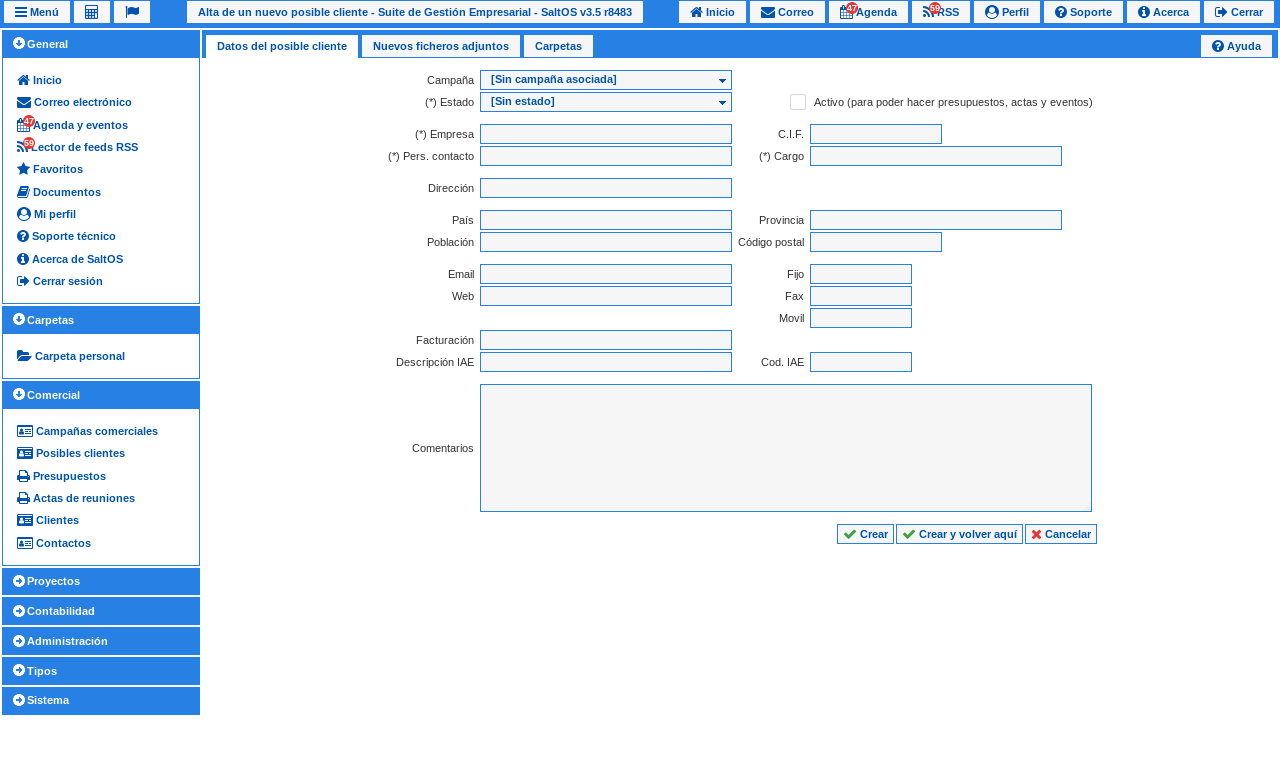 Menú
Alta de un nuevo posible cliente - Suite de Gestión Empresarial - SaltOS v3.5 r8483
Inicio
Correo
47 Agenda
59 RSS
Perfil
Soporte
Acerca
Cerrar
General
Inicio
Correo electrónico
47 Agenda y eventos
59 Lector de feeds RSS
Favoritos
Documentos
Mi perfil
Soporte técnico
Acerca de SaltOS
Cerrar sesión
Carpetas
Carpeta personal
Comercial
Campañas comerciales
Posibles clientes
Presupuestos
Actas de reuniones
Clientes
Contactos
Proyectos
Contabilidad
Administración
Tipos
Sistema
Datos del posible cliente
Nuevos ficheros adjuntos
Carpetas
Ayuda
Campaña [Sin campaña asociada]
(*) Estado [Sin estado] Activo (para poder hacer presupuestos, actas y eventos)
(*) Empresa C.I.F.
(*) Pers. contacto (*) Cargo
Dirección
País Provincia
Población Código postal
Email Fijo
Web Fax
Movil
Facturación
Descripción IAE Cod. IAE
Comentarios
Crear Crear y volver aquí Cancelar